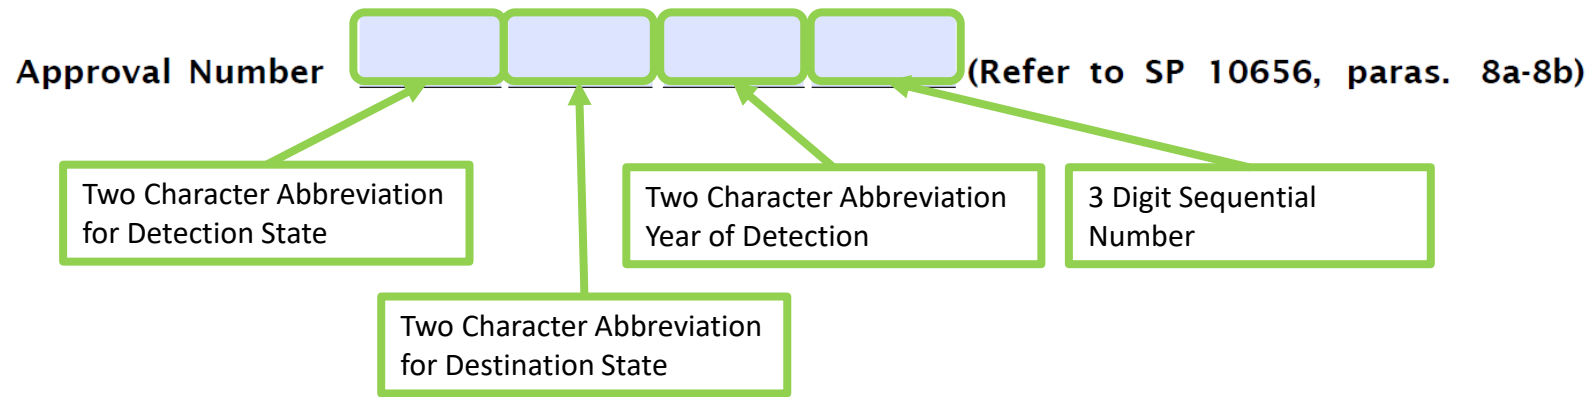 Approval Number (Refer to SP 10656, paras. 8a-8b)
Two Character Abbreviation
for Detection State
Two Character Abbreviation
Year of Detection
3 Digit Sequential
Number
Two Character Abbreviation
for Destination State